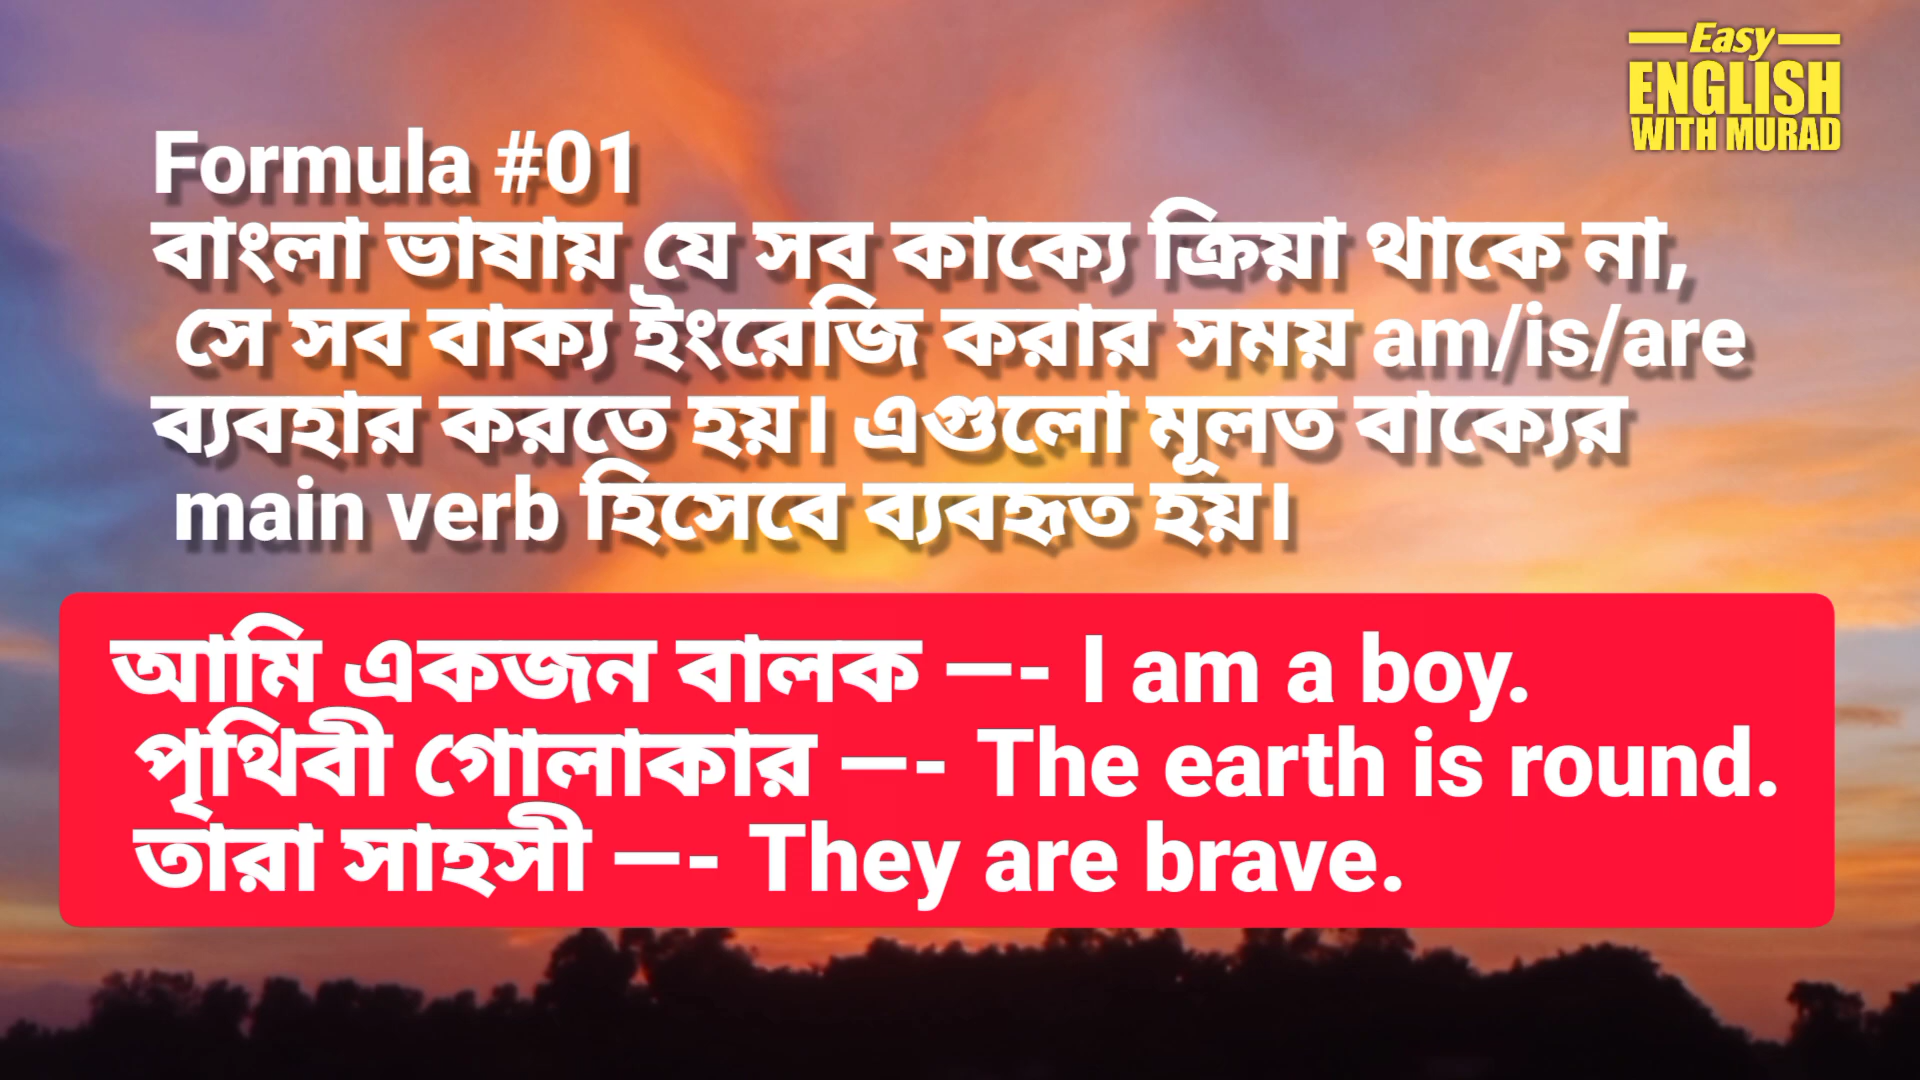 Easy
ENGLISH
WITH MURAD
Formula #01
বাংলা ভাষায় যে সব কাক্যে ক্রিয়া থাকে না,
সে সব বাক্য ইংরেজি করার সময় am/is/are
ব্যবহার করতে হয়। এগুলো মূলত বাক্যের
main verb হিসেবে ব্যবহৃত হয়।
আমি একজন বালক —- I am a boy.
পৃথিবী গোলাকার —- The earth is round.
তারা সাহসী —- They are brave.